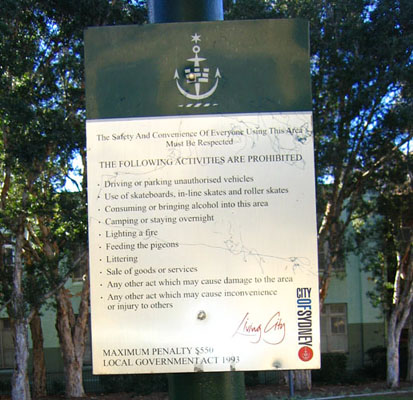 The Safety And Convenience Of Everyone Using This Area
Must Be Respected
THE FOLLOWING ACTIVITIES ARE PROHIBITED
· Driving or parking unauthorised vehicles
· Use of skateboards, in-line skates and roller skates
· Consuming or bringing alcohol into this area
· Camping or staying overnight
· Lighting a fire
· Feeding the pigeons
· Littering
· Sale of goods or services
· Any other act which may cause damage to the area
· Any other act which may cause inconvenience
or injury to others
Living City
CITY OF SYDNEY
MAXIMUM PENALTY $550
LOCAL GOVERNMENT ACT 1993